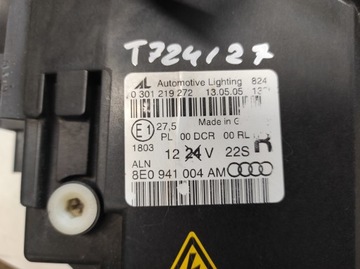 T724127
AL Automotive Lighting 824
0 301 219 272 13.05.05
E1 27,5 Made in G
PL 00 DCR 00 RL
1803 12 24 V 22S R
ALN
8E0 941 004 AM